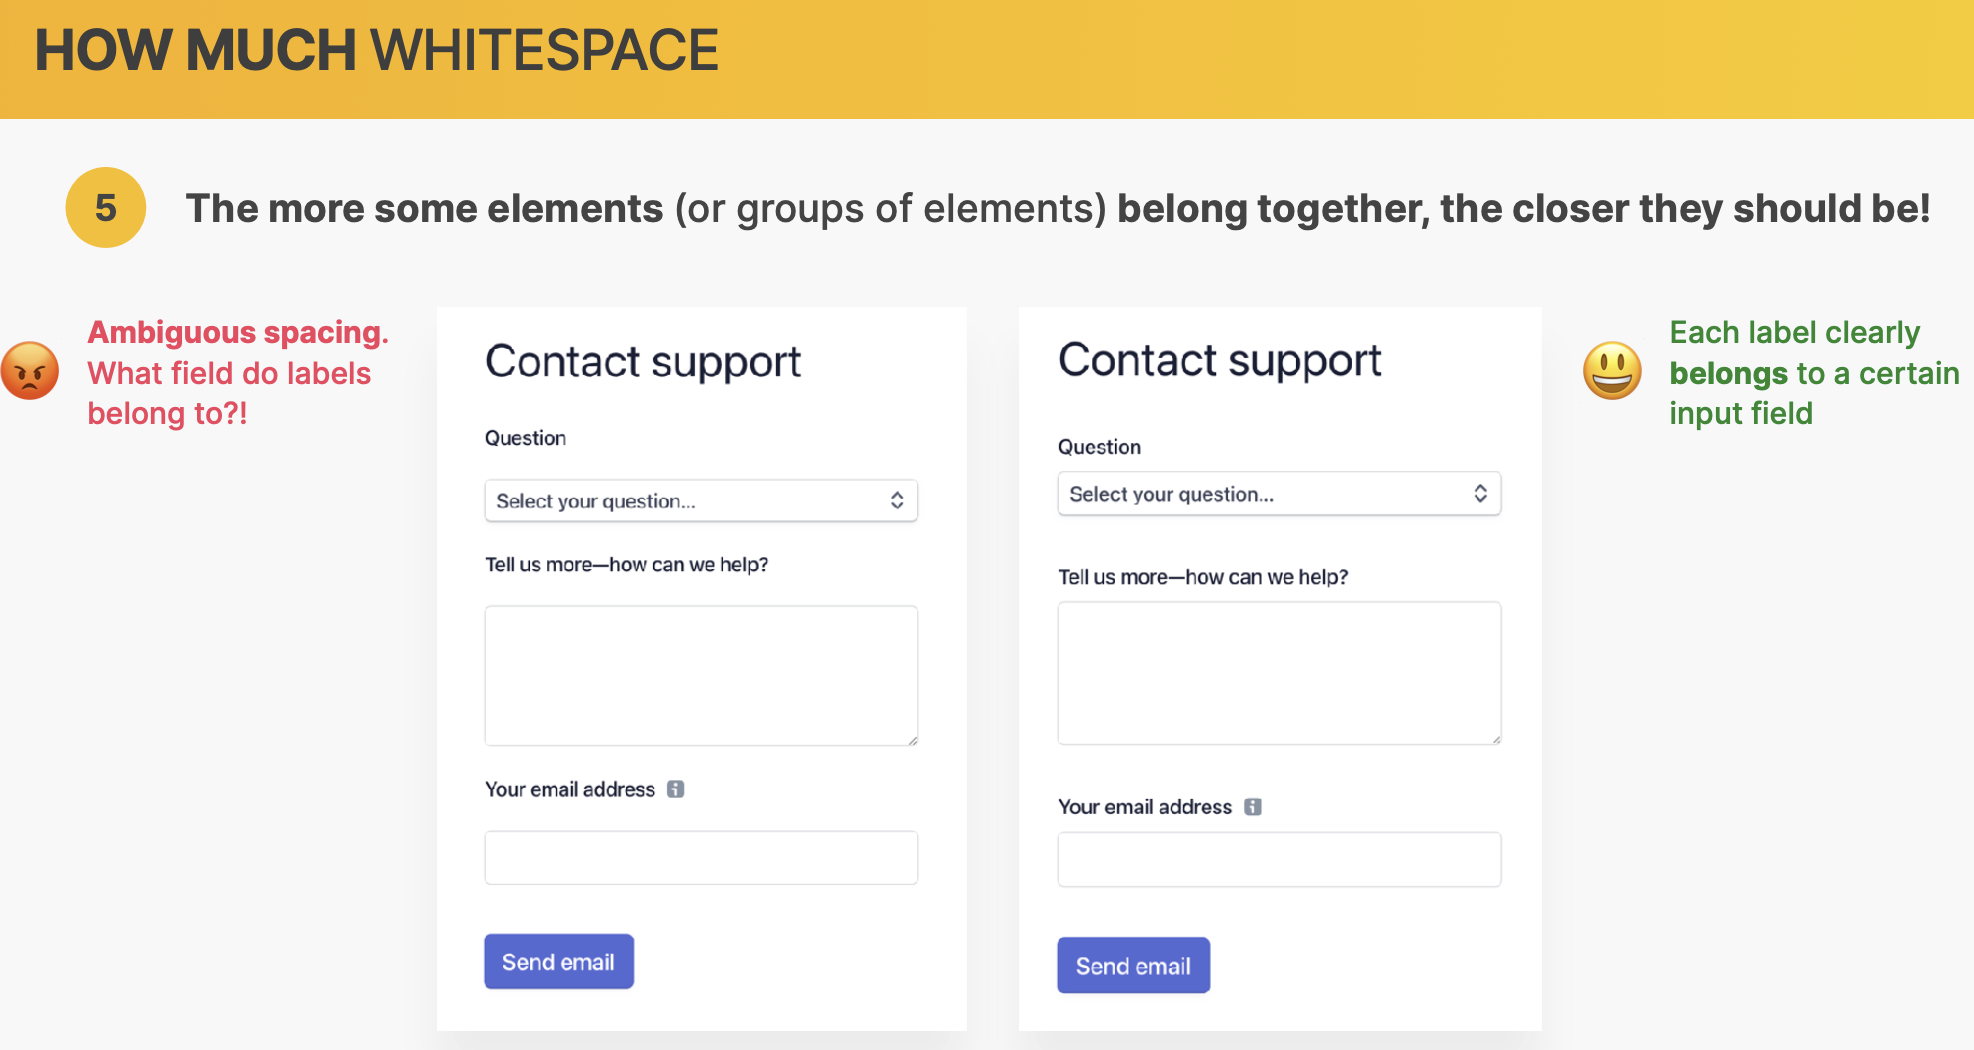 HOW MUCH WHITESPACE
5
The more some elements (or groups of elements) belong together, the closer they should be!
Ambiguous spacing.
What field do labels
belong to?!
Contact support
Question
Select your question...
Tell us more—how can we help?
Your email address
Send email
Contact support
Question
Select your question...
Tell us more—how can we help?
Your email address
Send email
Each label clearly
belongs to a certain
input field